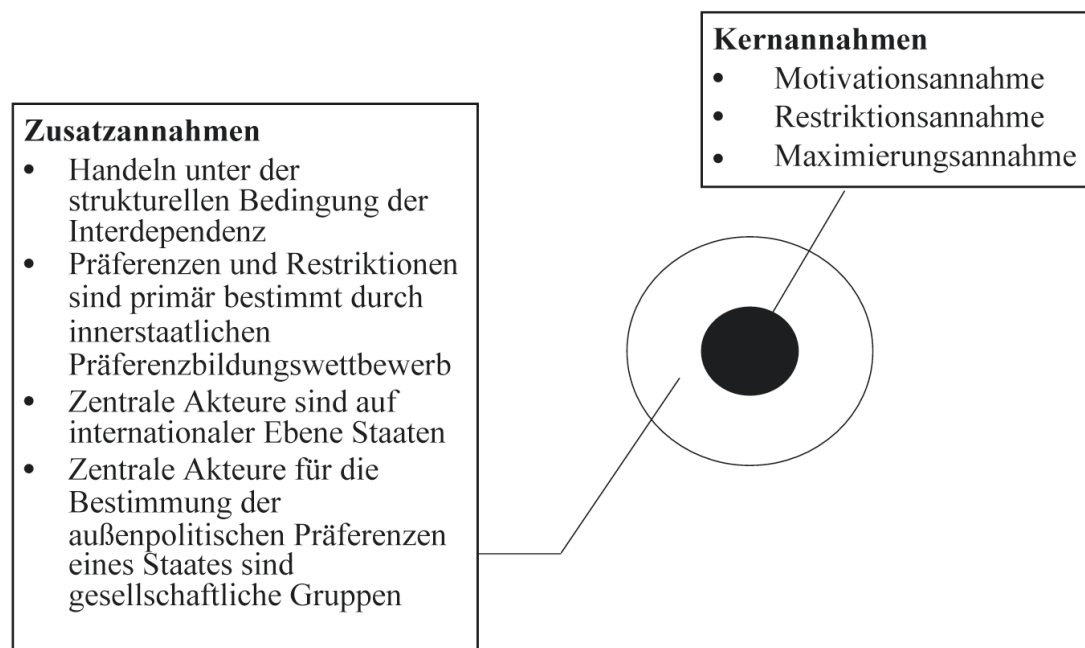 Kernannahmen
• Motivationsannahme
• Restriktionsannahme
• Maximierungsannahme
Zusatzannahmen
• Handeln unter der
strukturellen Bedingung der
Interdependenz
• Präferenzen und Restriktionen
sind primär bestimmt durch
innerstaatlichen
Präferenzbildungswettbewerb
• Zentrale Akteure sind auf
internationaler Ebene Staaten
• Zentrale Akteure für die
Bestimmung der
außenpolitischen Präferenzen
eines Staates sind
gesellschaftliche Gruppen